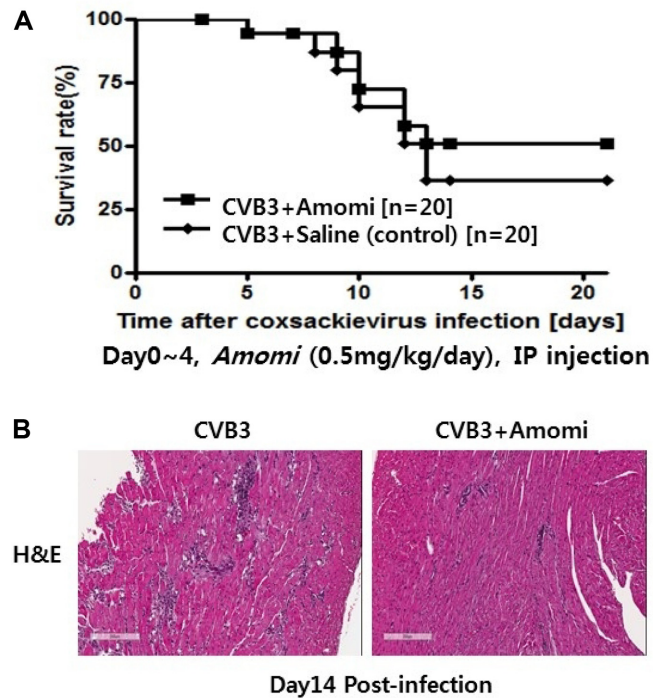 A
100
75
50
25
0
Survival rate(%)
CVB3+Amomi [n=20]
CVB3+Saline (control) [n=20]
0 5 10 15 20
Time after coxsackievirus infection [days]
Day0~4, Amomi (0.5mg/kg/day), IP injection
B
CVB3 CVB3+Amomi
H&E
Day14 Post-infection